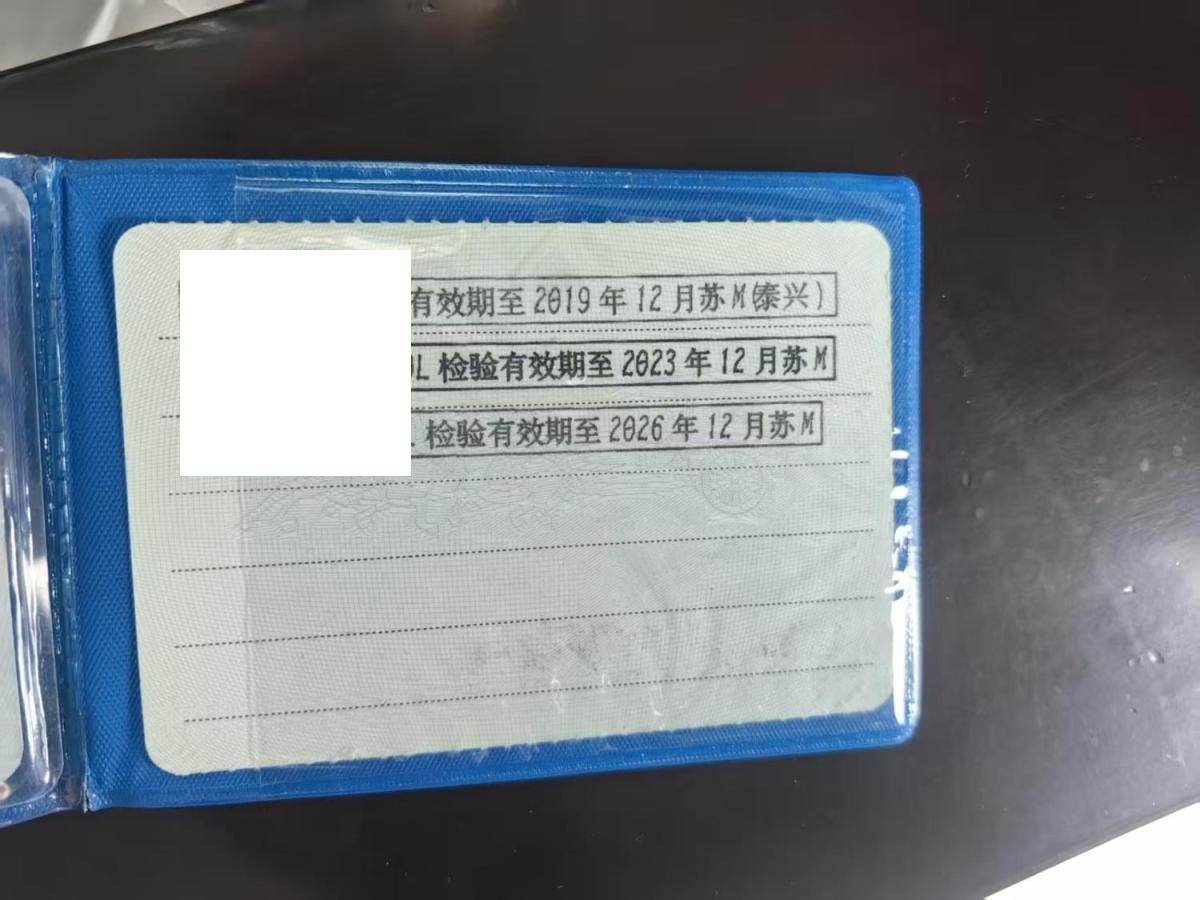 有效期至 2019 年 12 月苏 M(泰兴)
L 检验有效期至 2023 年 12 月苏 M
检验有效期至 2026 年 12 月苏 M